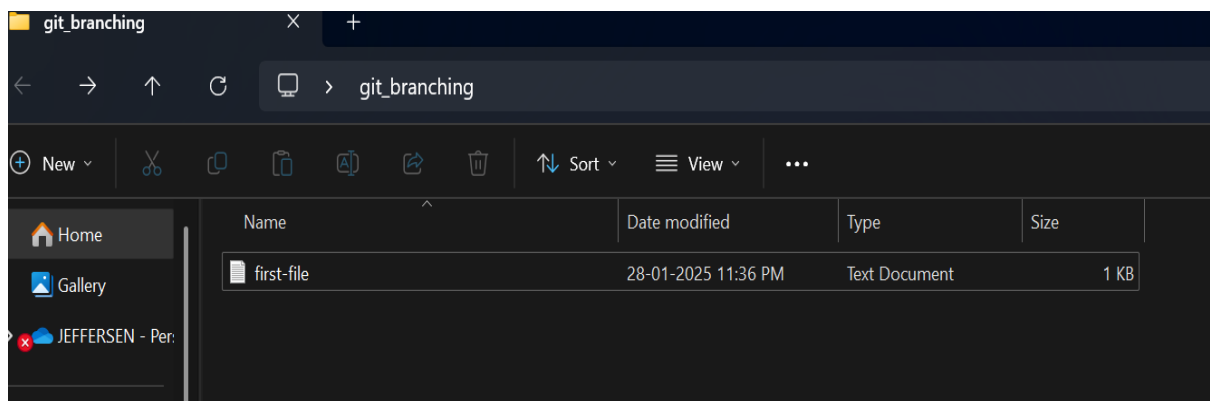 git_branching
git_branching
New
Sort
View
Name Date modified Type Size
Home
first-file 28-01-2025 11:36 PM Text Document 1 KB
Gallery
JEFFERSEN - Per